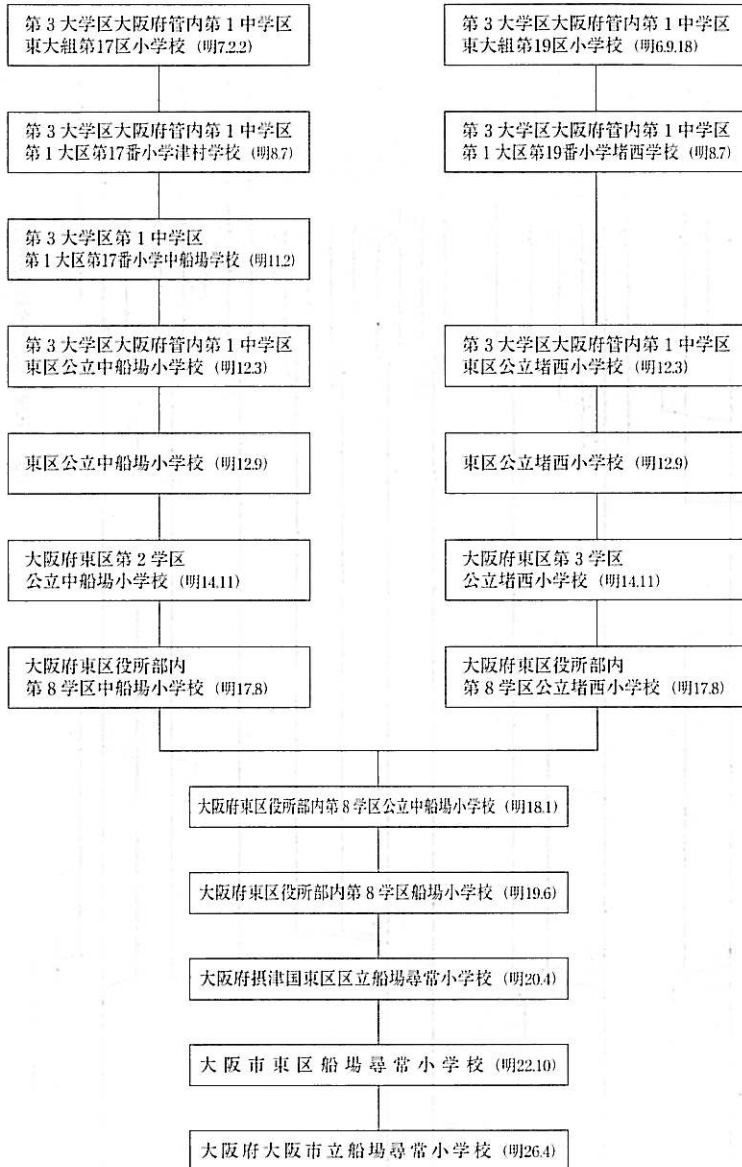 第3大学区大阪府管内第1中学区
東大組第17区小学校 (明7.2.2)
第3大学区大阪府管内第1中学区
第1大区第17番小学津村学校 (明8.7)
第3大学区第1中学区
第1大区第17番小学中船場学校 (明11.2)
第3大学区大阪府管内第1中学区
東区公立中船場小学校 (明12.3)
東区公立中船場小学校 (明12.9)
大阪府東区第2学区
公立中船場小学校 (明14.11)
大阪府東区役所部内
第8学区中船場小学校 (明17.8)
第3大学区大阪府管内第1中学区
東大組第19区小学校 (明6.9.18)
第3大学区大阪府管内第1中学区
第1大区第19番小学堵西学校 (明8.7)
第3大学区大阪府管内第1中学区
東区公立堵西小学校 (明12.3)
東区公立堵西小学校 (明12.9)
大阪府東区第3学区
公立堵西小学校 (明14.11)
大阪府東区役所部内
第8学区公立堵西小学校 (明17.8)
大阪府東区役所部内第8学区公立中船場小学校 (明18.1)
大阪府東区役所部内第8学区船場小学校 (明19.6)
大阪府摂津国東区区立船場尋常小学校 (明20.4)
大阪市東区船場尋常小学校 (明22.10)
大阪府大阪市立船場尋常小学校 (明26.4)